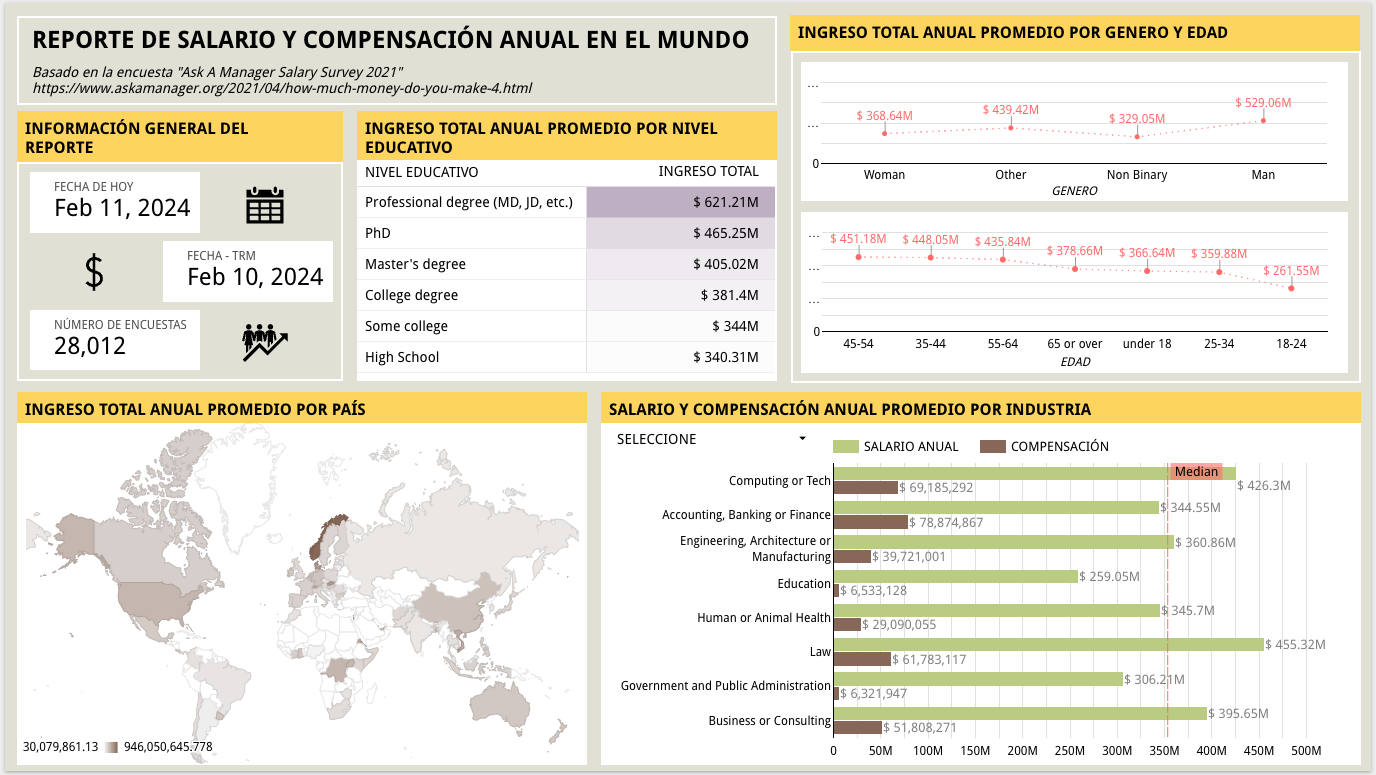 REPORTE DE SALARIO Y COMPENSACIÓN ANUAL EN EL MUNDO
Basado en la encuesta "Ask A Manager Salary Survey 2021"
https://www.askamanager.org/2021/04/how-much-money-do-you-make-4.html
INFORMACIÓN GENERAL DEL
REPORTE
FECHA DE HOY
Feb 11, 2024
$
FECHA - TRM
Feb 10, 2024
NÚMERO DE ENCUESTAS
28,012
INGRESO TOTAL ANUAL PROMEDIO POR NIVEL
EDUCATIVO
NIVEL EDUCATIVO INGRESO TOTAL
Professional degree (MD, JD, etc.) $ 621.21M
PhD $ 465.25M
Master's degree $ 405.02M
College degree $ 381.4M
Some college $ 344M
High School $ 340.31M
INGRESO TOTAL ANUAL PROMEDIO POR GENERO Y EDAD
...
$ 368.64M $ 439.42M $ 329.05M $ 529.06M
...
0
Woman Other Non Binary Man
GENERO
...
$ 451.18M $ 448.05M $ 435.84M $ 378.66M $ 366.64M $ 359.88M $ 261.55M
...
...
0
45-54 35-44 55-64 65 or over under 18 25-34 18-24
EDAD
INGRESO TOTAL ANUAL PROMEDIO POR PAÍS
30,079,861.13 946,050,645.778
SALARIO Y COMPENSACIÓN ANUAL PROMEDIO POR INDUSTRIA
SELECCIONE
SALARIO ANUAL COMPENSACIÓN
Median
Computing or Tech $ 426.3M
$ 69,185,292
Accounting, Banking or Finance $ 344.55M
$ 78,874,867
Engineering, Architecture or
Manufacturing $ 360.86M
$ 39,721,001
Education $ 259.05M
$ 6,533,128
Human or Animal Health $ 345.7M
$ 29,090,055
Law $ 455.32M
$ 61,783,117
Government and Public Administration $ 306.21M
$ 6,321,947
Business or Consulting $ 395.65M
$ 51,808,271
0 50M 100M 150M 200M 250M 300M 350M 400M 450M 500M